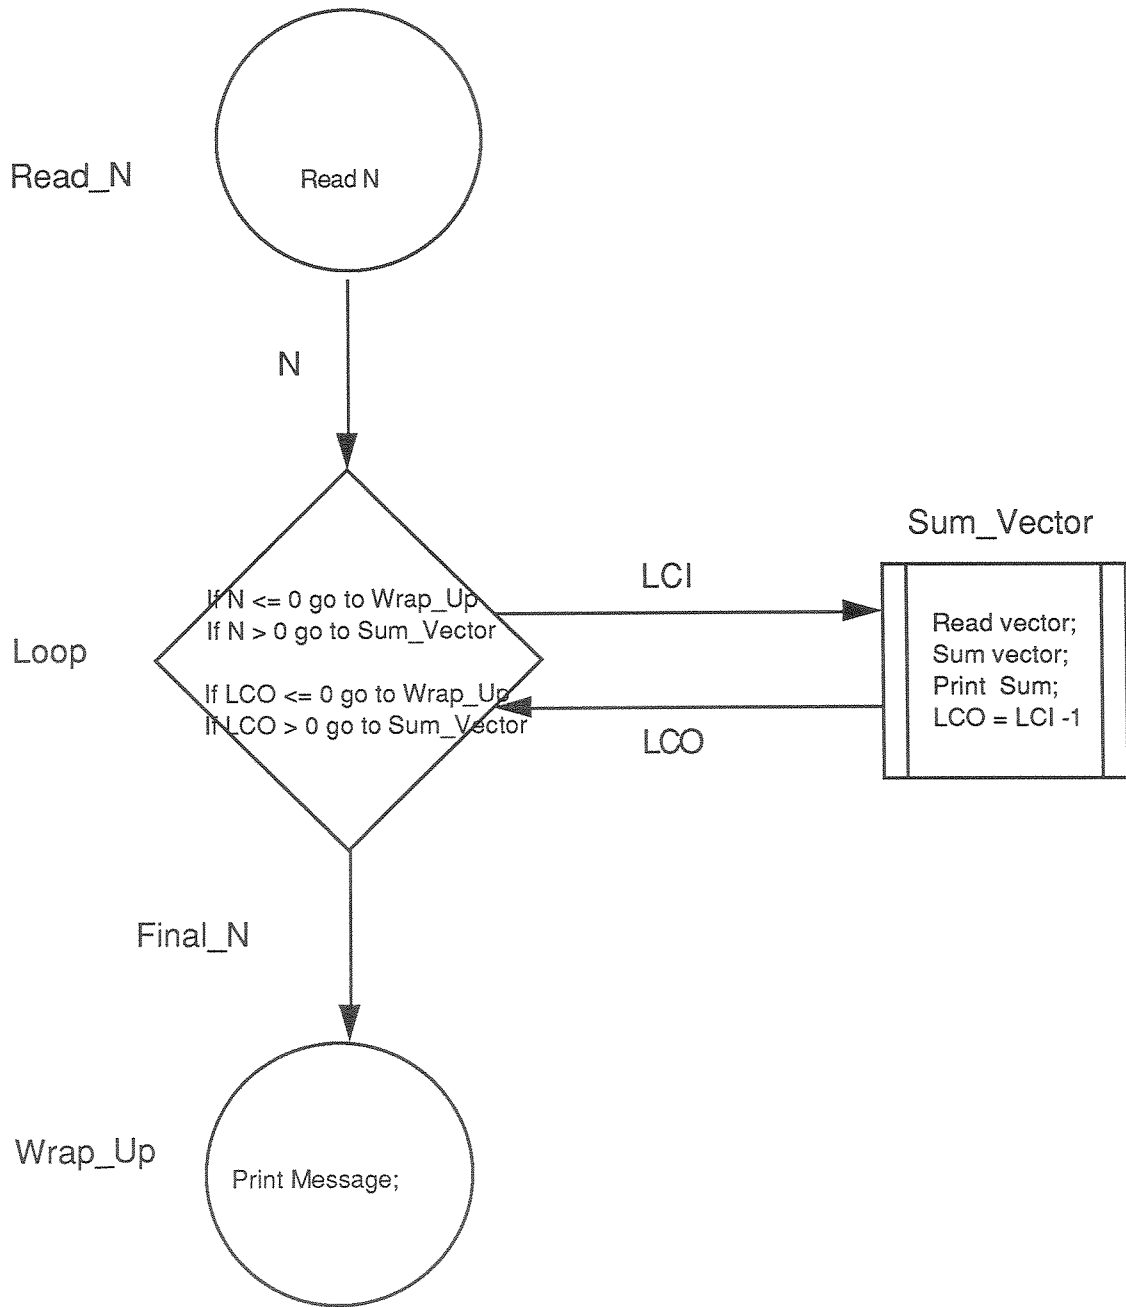 Read_N
Read N
N
Sum_Vector
LCI
If N <= 0 go to Wrap_Up
If N > 0 go to Sum_Vector
Loop
If LCO <= 0 go to Wrap_Up
If LCO > 0 go to Sum_Vector
Read vector;
Sum vector;
Print Sum;
LCO = LCI -1
LCO
Final_N
Wrap_Up
Print Message;